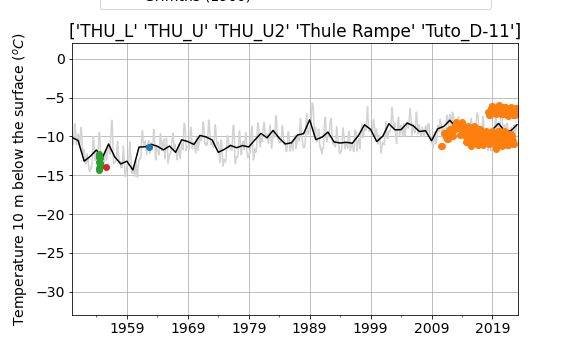 ['THU_L' 'THU_U' 'THU_U2' 'Thule Rampe' 'Tuto_D-11']
Temperature 10 m below the surface (°C)
0
−5
−10
−15
−20
−25
−30
1959 1969 1979 1989 1999 2009 2019